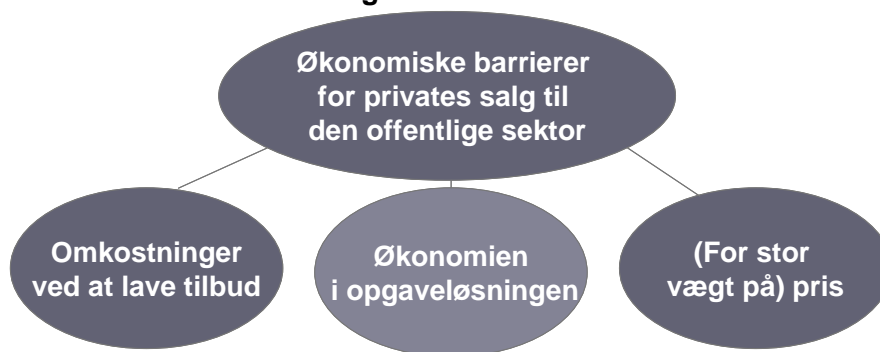 Økonomiske barrierer
for privates salg til
den offentlige sektor
Omkostninger
ved at lave tilbud
Økonomien
i opgaveløsningen
(For stor
vægt på) pris